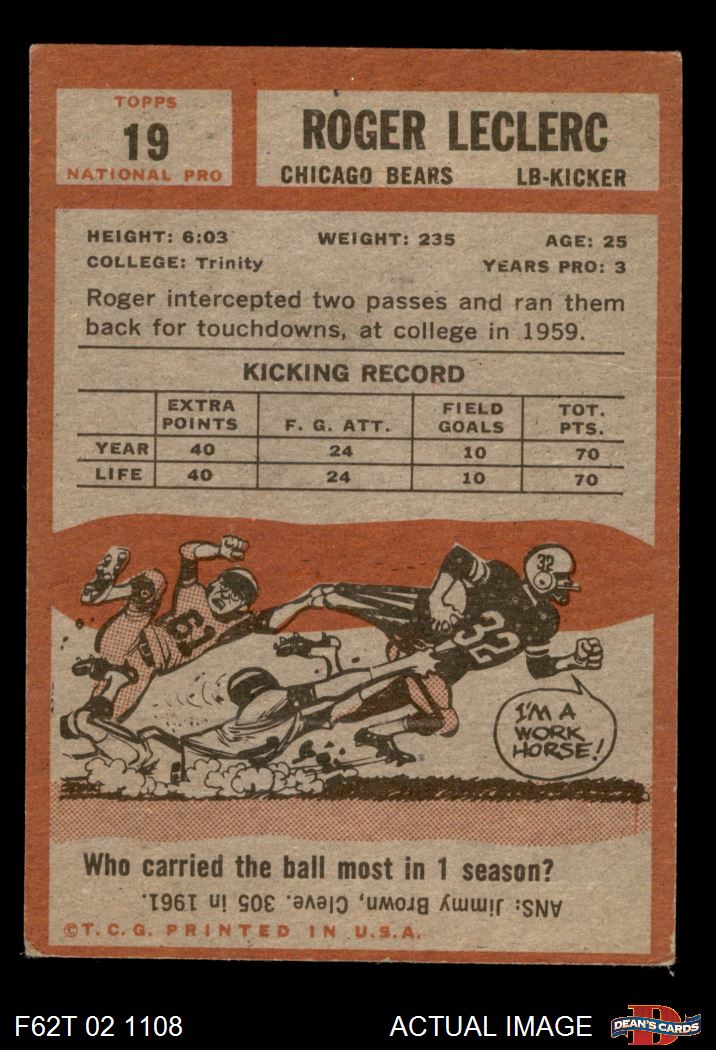 TOPPS
19
NATIONAL PRO
ROGER LECLERC
CHICAGO BEARS LB-KICKER
HEIGHT: 6:03 WEIGHT: 235 AGE: 25
COLLEGE: Trinity YEARS PRO: 3
Roger intercepted two passes and ran them
back for touchdowns, at college in 1959.
KICKING RECORD
EXTRA POINTS F. G. ATT. FIELD GOALS TOT. PTS.
YEAR 40 24 10 70
LIFE 40 24 10 70
32
61
32
I'M A
WORK
HORSE!
Who carried the ball most in 1 season?
ANS: Jimmy Brown, Cleve. 305 in 1961.
©T.C.G. PRINTED IN U.S.A.
F62T 02 1108 ACTUAL IMAGE
D
DEAN'S CARDS